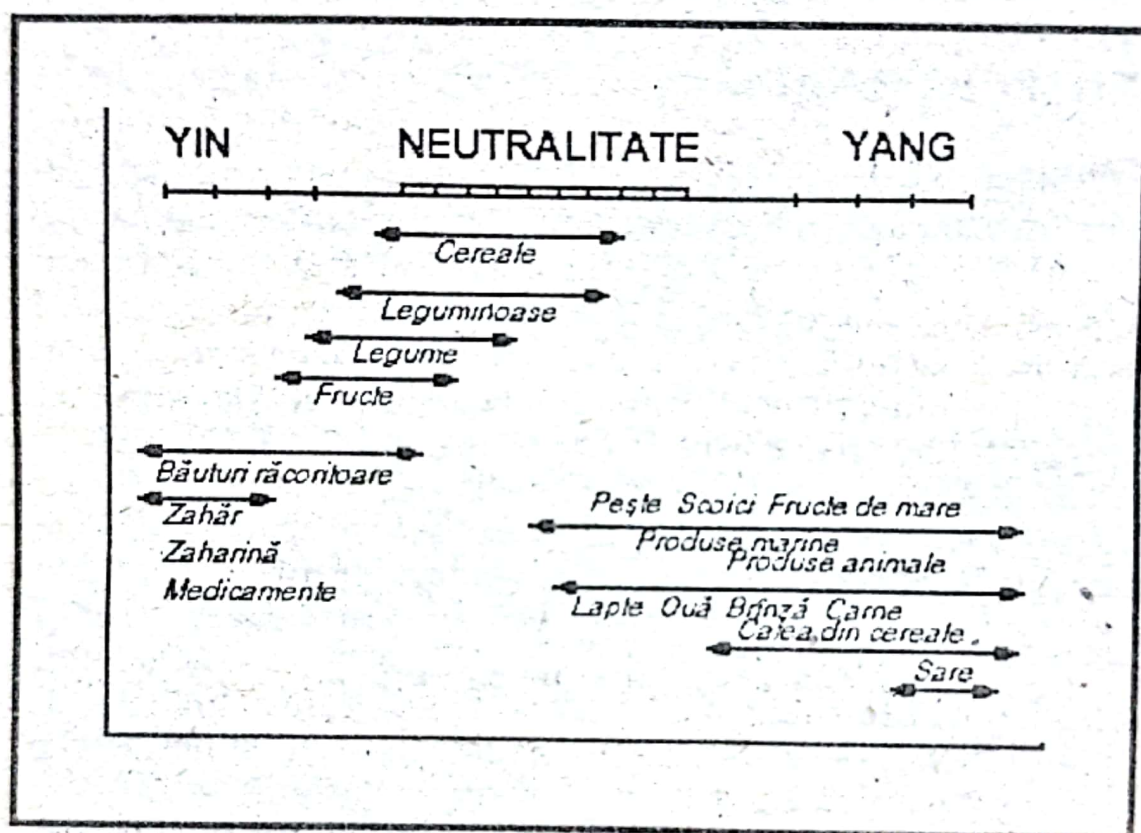 YIN NEUTRALITATE YANG
Cereale
Leguminoase
Legume
Fructe
Băuturi răcoritoare
Zahăr
Zaharină
Medicamente
Pește Scoici Fructe de mare
Produse marine
Produse animale
Lapte Ouă Brînză Carne
Cafea din cereale
Sare